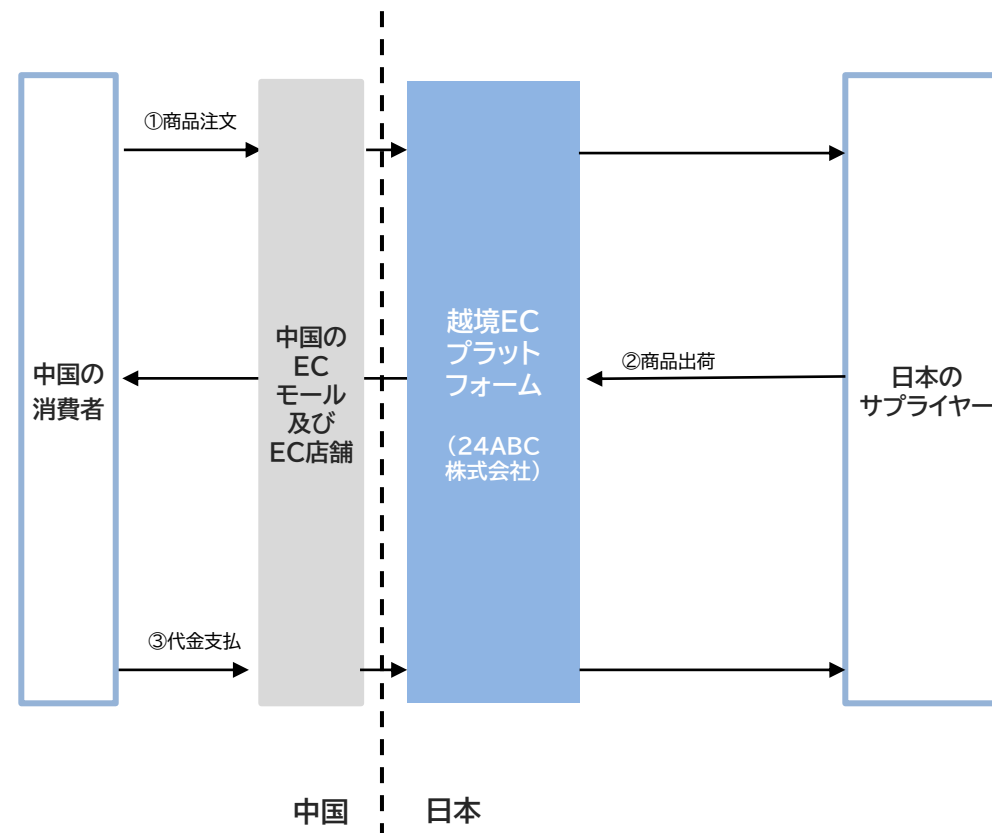 ①商品注文
中国の
消費者
中国の
EC
モール
及び
EC店舗
越境EC
プラット
フォーム
（24ABC
株式会社）
②商品出荷
日本の
サプライヤー
③代金支払
中国
日本